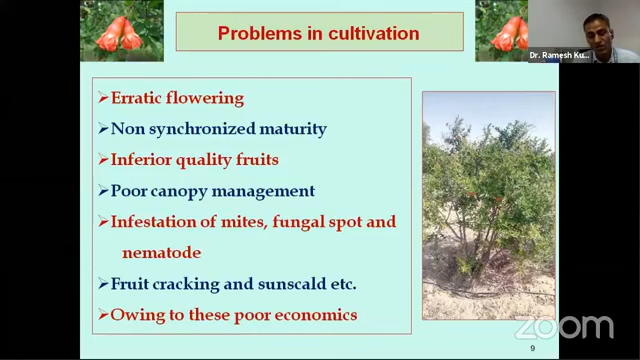 Problems in cultivation
Dr. Ramesh Ku...
➢Erratic flowering
➢Non synchronized maturity
➢Inferior quality fruits
➢Poor canopy management
➢Infestation of mites, fungal spot and
nematode
➢Fruit cracking and sunscald etc.
➢Owing to these poor economics
zoom
9